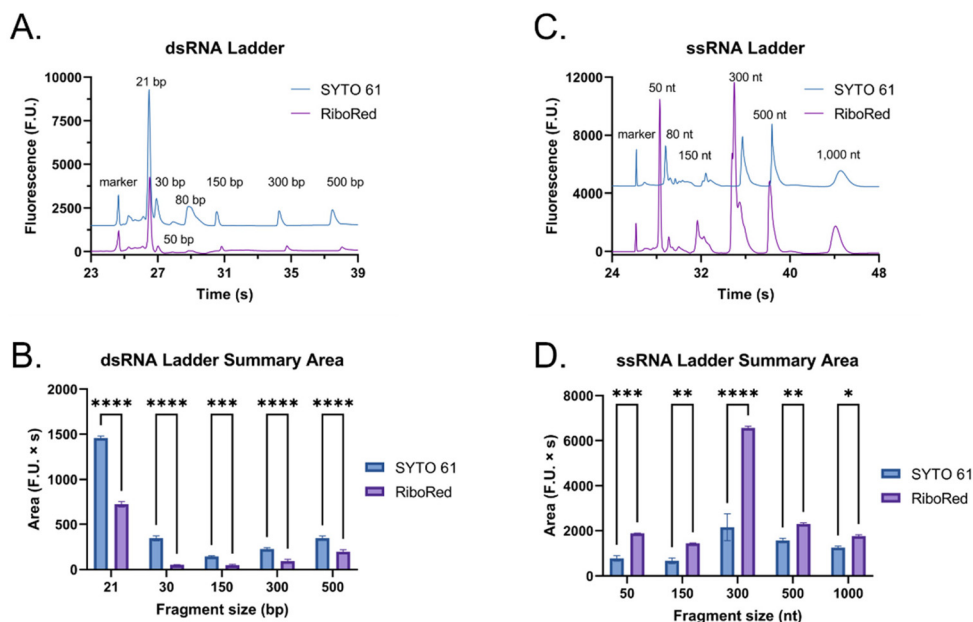 A.
dsRNA Ladder
21 bp
SYTO 61
RiboRed
marker
30 bp
80 bp
150 bp
300 bp
500 bp
50 bp
10000
7500
5000
2500
0
Fluorescence (F.U.)
23 27 31 35 39
Time (s)
C.
ssRNA Ladder
300 nt
50 nt
SYTO 61
RiboRed
marker
80 nt
150 nt
500 nt
1,000 nt
12000
8000
4000
0
Fluorescence (F.U.)
24 32 36 40 48
Time (s)
B.
dsRNA Ladder Summary Area
**** **** *** **** ****
SYTO 61
RiboRed
2000
1500
1000
500
0
Area (F.U. × s)
21 30 150 300 500
Fragment size (bp)
D.
ssRNA Ladder Summary Area
*** ** **** ** *
SYTO 61
RiboRed
8000
6000
4000
2000
0
Area (F.U. × s)
50 150 300 500 1000
Fragment size (nt)